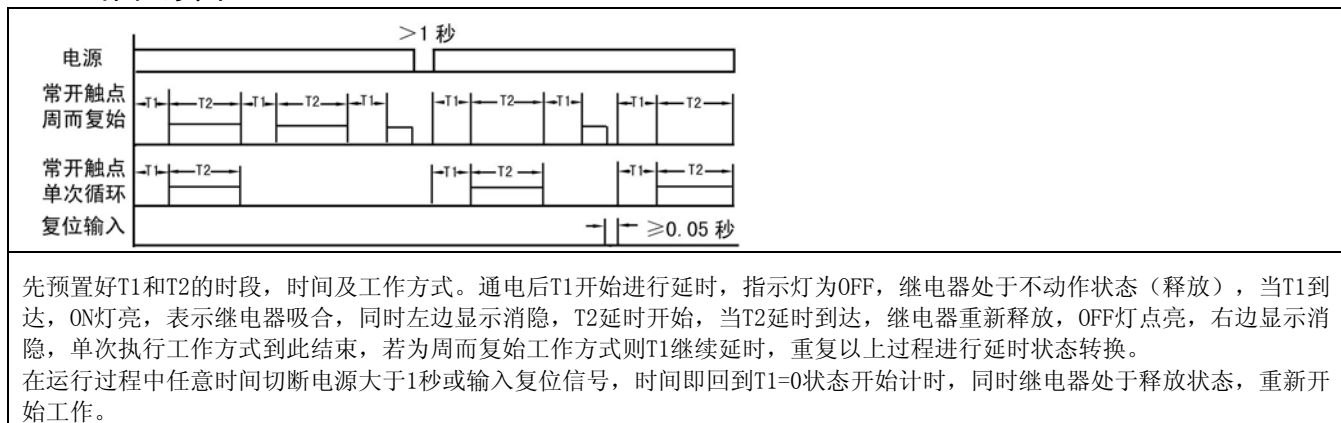 >1 秒
电源
常开触点
周而复始
T1 T2 T1 T2 T1 T1 T2 T1 T1 T2
常开触点
单次循环
T1 T2 T1 T2 T1 T2
复位输入
≥0.05 秒
先预置好T1和T2的时段，时间及工作方式。通电后T1开始进行延时，指示灯为OFF，继电器处于不动作状态（释放），当T1到
达，ON灯亮，表示继电器吸合，同时左边显示消隐，T2延时开始，当T2延时到达，继电器重新释放，OFF灯点亮，右边显示消
隐，单次执行工作方式到此结束，若为周而复始工作方式则T1继续延时，重复以上过程进行延时状态转换。
在运行过程中任意时间切断电源大于1秒或输入复位信号，时间即回到T1=0状态开始计时，同时继电器处于释放状态，重新开
始工作。